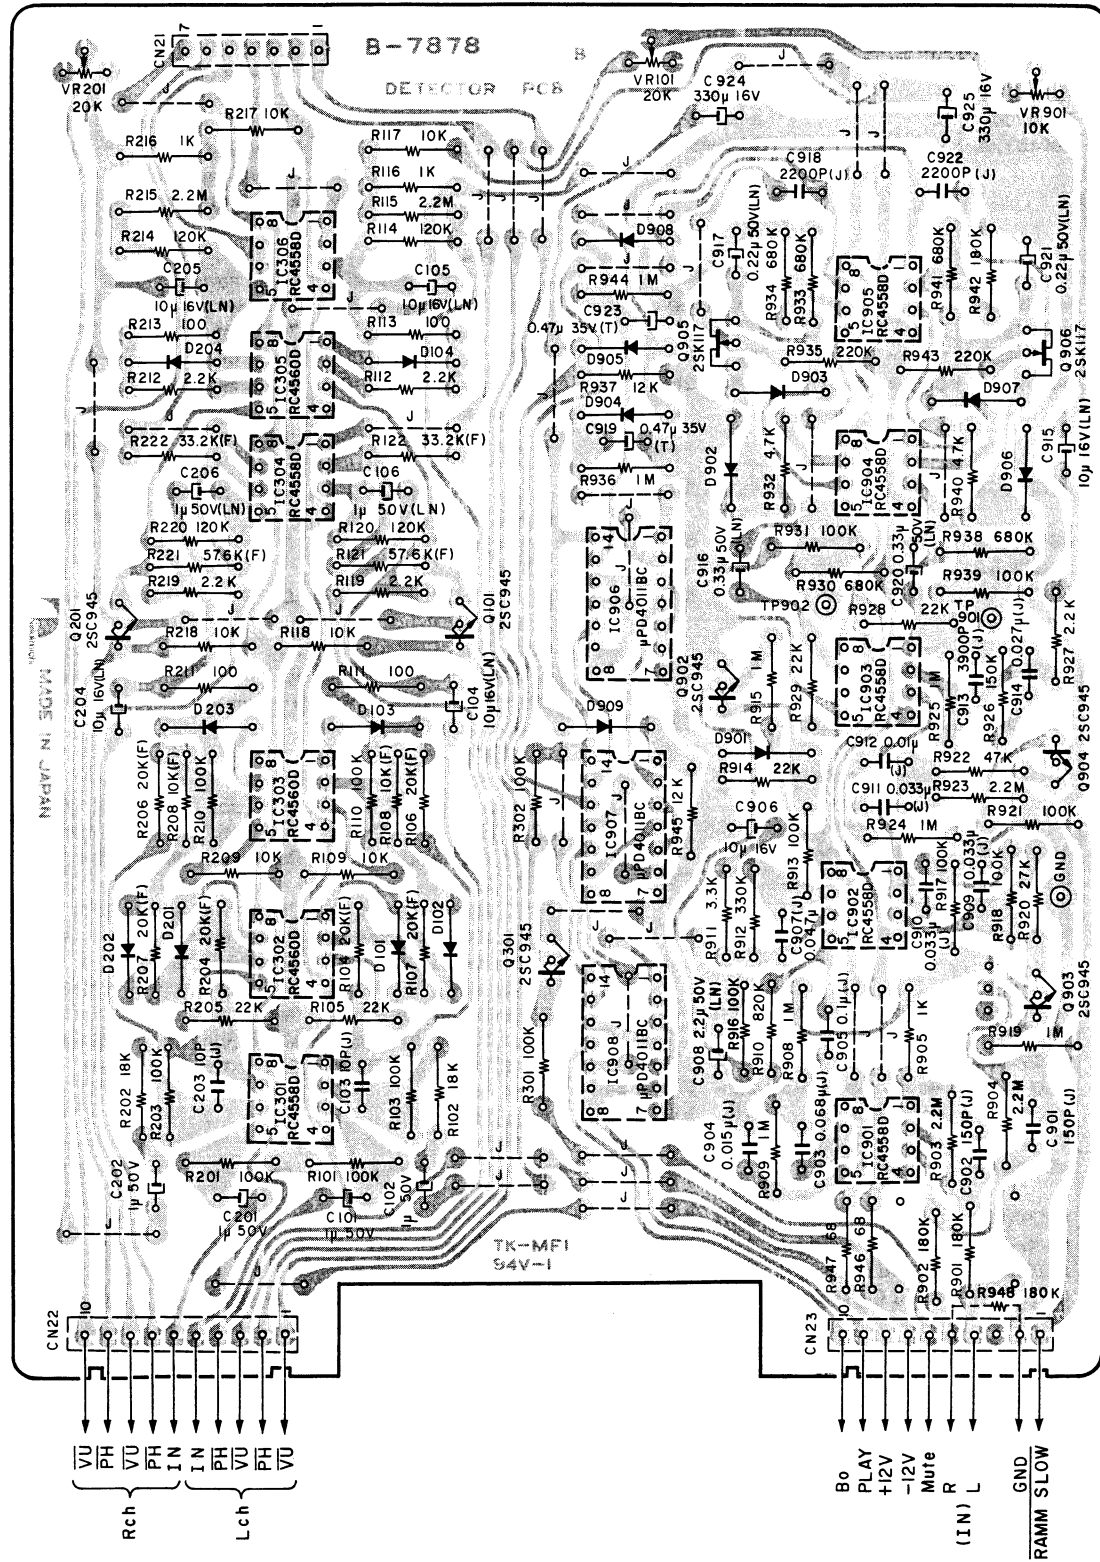 CN21
7
1
B-7878
B
DETECTOR PCB
VR201
20K
VR101
20K
C924
330μ 16V
C925
330μ 16V
VR901
10K
J
R217 10K
R216 1K
R215 2.2M
R214 120K
C205
10μ 16V(LN)
R213 100
D204
R212 2.2K
R222 33.2K(F)
C206
1μ 50V(LN)
R220 120K
R221 57.6K(F)
R219 2.2K
R218 10K
R211 100
D203
R117 10K
R116 1K
R115 2.2M
R114 120K
C105
10μ 16V(LN)
R113 100
D104
R112 2.2K
R122 33.2K(F)
C106
1μ 50V(LN)
R120 120K
R121 57.6K(F)
R119 2.2K
R118 10K
R111 100
D103
IC306
RC4558D
IC305
RC4560D
IC304
RC4558D
IC303
RC4560D
IC302
RC4560D
IC301
RC4558D
8
1
5
4
Q201
2SC945
Q101
2SC945
C204
10μ 16V(LN)
C104
10μ 16V(LN)
MADE IN JAPAN
R206 20K(F)
R208 10K(F)
R210 100K
R110 100K
R108 10K(F)
R106 20K(F)
R209 10K
R109 10K
D202
R207 20K(F)
D201
R204 20K(F)
R104 20K(F)
D101
R107 20K(F)
D102
R205 22K
R105 22K
R202 18K
R203 100K
C203 10P(J)
C103 10P(J)
R103 100K
R102 18K
C202
1μ 50V
R201 100K
R101 100K
C102
1μ 50V
C201
1μ 50V
C101
1μ 50V
TK-MF1
94V-1
D908
R944 1M
C923
0.47μ 35V(T)
D905
R937 12K
D904
C919 0.47μ 35V
(T)
R936 1M
Q905
2SK117
C917
0.22μ 50V(LN)
C918
2200P(J)
C922
2200P(J)
R934 680K
R933 680K
IC905
RC4558D
R941 680K
R942 180K
C921
0.22μ 50V(LN)
Q906
2SK117
R935 220K
R943 220K
D903
D907
D902
R932 4.7K
IC904
RC4558D
R940 4.7K
D906
C915
10μ 16V(LN)
IC906
μPD4011BC
14
8
7
C916
0.33μ 50V
(LN)
R931 100K
R930 680K
C920 0.33μ
50V
(LN)
R938 680K
R939 100K
TP902
R928
22K
TP
901
Q902
2SC945
R915 1M
R929 22K
IC903
RC4558D
R925 1M
C913 3900P
(J)
R926 150K
C914 0.027μ(J)
R927 2.2K
D909
D901
R914 22K
C912 0.01μ
(J)
R922 47K
R923 2.2M
Q904 2SC945
C911 0.033μ
(J)
R921 100K
R924 1M
R302 100K
IC907
μPD4011BC
R945 12K
C906
10μ 16V
R913 100K
R911 3.3K
R912 330K
C907(J)
0.047μ
IC902
RC4558D
C910
0.033μ
(J)
R917 100K
C909 0.033μ
(J)
R918 100K
R920 27K
GND
Q301
2SC945
Q903
2SC945
R301 100K
IC908
μPD4011BC
C908 2.2μ 50V
(LN)
R916 100K
R910 820K
R908 1M
C905 0.1μ(J)
R905 1K
R919 1M
R904
2.2M
C904
0.015μ(J)
R909 1M
C903 0.068μ(J)
IC901
RC4558D
R903 2.2M
C902 150P(J)
C901
150P(J)
R947 68
R946 68
R902 180K
R901 180K
R948 180K
CN22
10
1
CN23
10
1
VU
PH
VU
PH
IN
IN
PH
VU
PH
VU
Rch
Lch
Bo
PLAY
+12V
-12V
Mute
R
L
(IN)
GND
RAMM SLOW